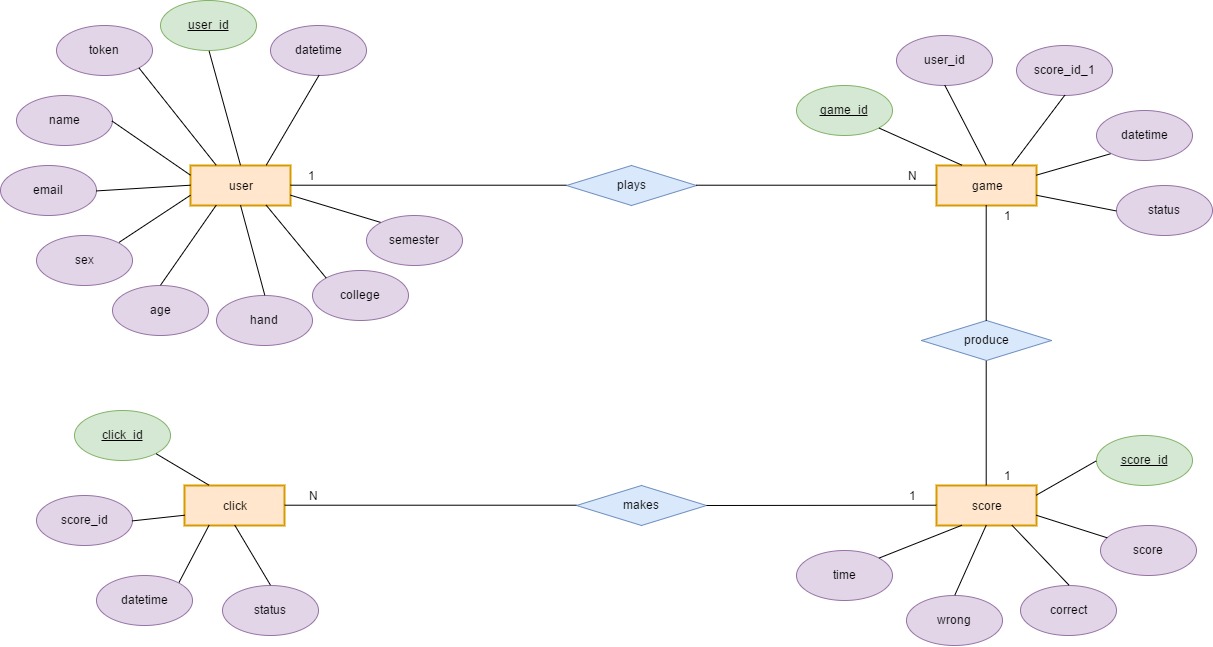 user_id
token
datetime
name
email
user
1
sex
age
hand
college
semester
plays
N
game
user_id
score_id_1
game_id
datetime
status
1
produce
click_id
click
N
score_id
datetime
status
makes
1
score
1
score_id
score
time
wrong
correct